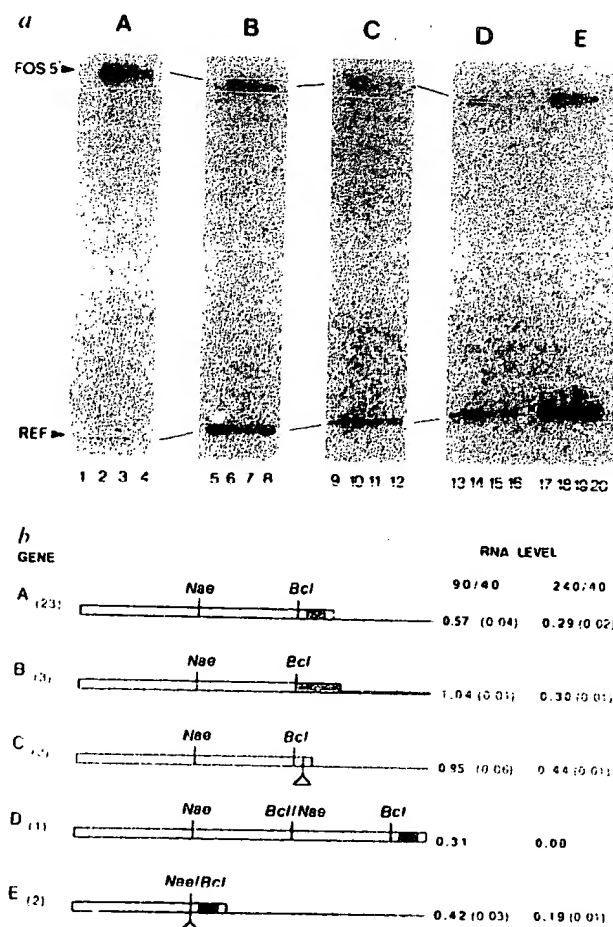 a
A B C D E
FOS 5'
REF
1 2 3 4 5 6 7 8 9 10 11 12 13 14 15 16 17 18 19 20
b
GENE RNA LEVEL
90/40 240/40
A (23) Nae Bcl 0.57 (0.04) 0.29 (0.02)
B (3) Nae Bcl 1.04 (0.01) 0.30 (0.01)
C Nae Bcl 0.95 (0.06) 0.44 (0.01)
D (1) Nae Bcl/Nae Bcl 0.31 0.00
E (2) Nae/Bcl 0.42 (0.03) 0.19 (0.01)